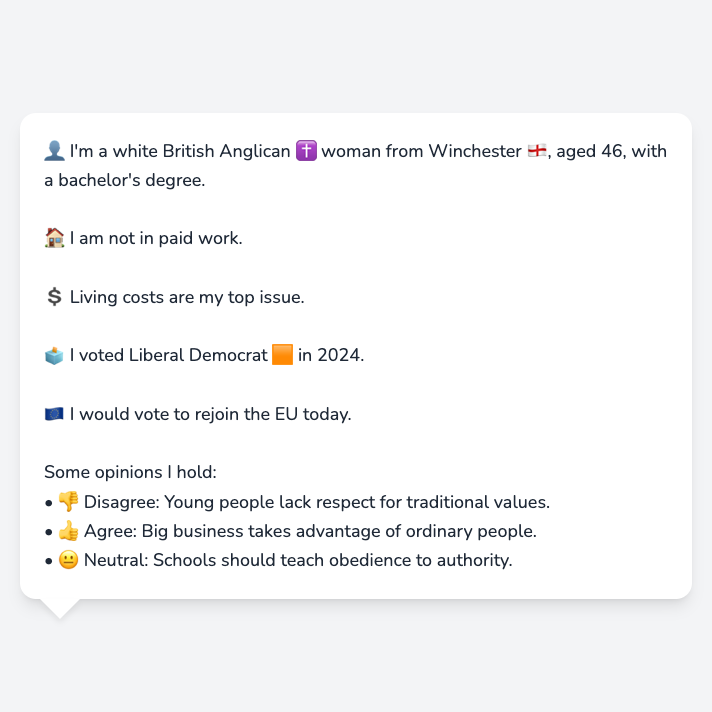 👤 I'm a white British Anglican ✝️ woman from Winchester 🏴󠁧󠁢󠁥󠁮󠁧󠁿, aged 46, with
a bachelor's degree.
🏠 I am not in paid work.
💲 Living costs are my top issue.
🗳️ I voted Liberal Democrat 🟧 in 2024.
🇪🇺 I would vote to rejoin the EU today.
Some opinions I hold:
• 👎 Disagree: Young people lack respect for traditional values.
• 👍 Agree: Big business takes advantage of ordinary people.
• 😐 Neutral: Schools should teach obedience to authority.